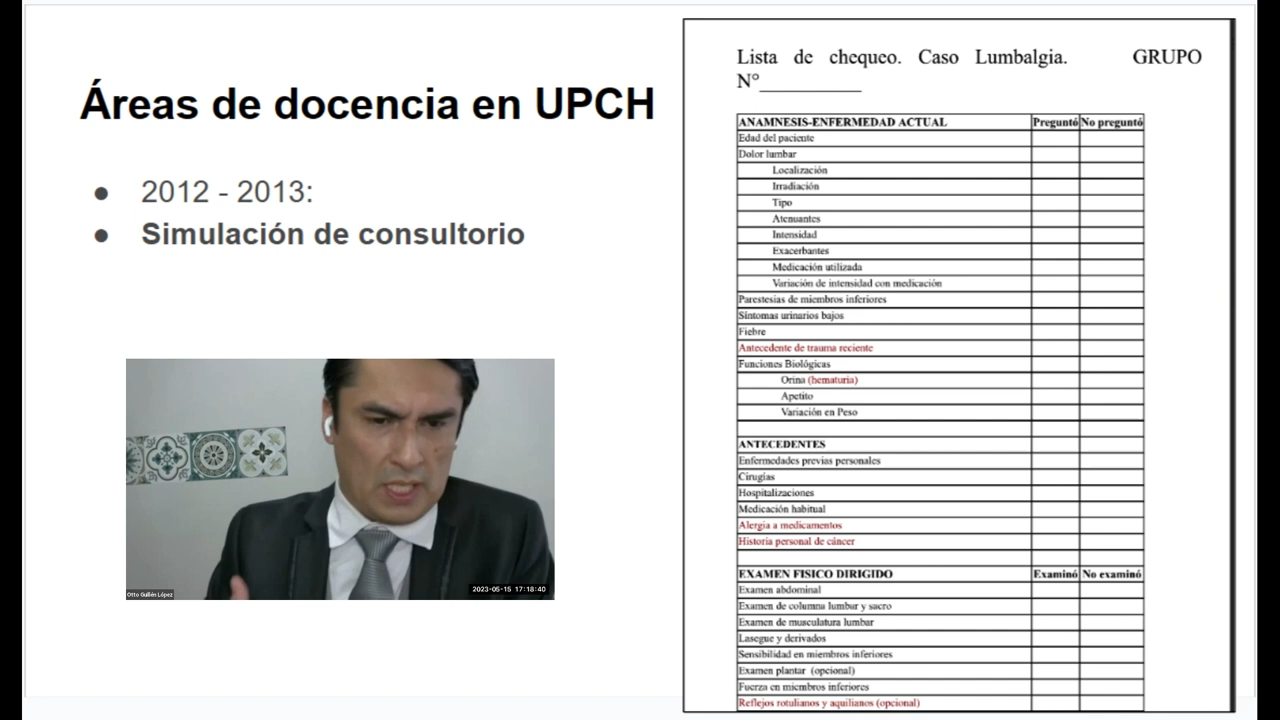 Áreas de docencia en UPCH
● 2012 - 2013:
● Simulación de consultorio
Otto Guillén López
2023-05-15 17:18:40
Lista de chequeo. Caso Lumbalgia. GRUPO
N°__________
ANAMNESIS-ENFERMEDAD ACTUAL Preguntó No preguntó
Edad del paciente
Dolor lumbar
Localización
Irradiación
Tipo
Atenuantes
Intensidad
Exacerbantes
Medicación utilizada
Variación de intensidad con medicación
Parestesias de miembros inferiores
Síntomas urinarios bajos
Fiebre
Antecedente de trauma reciente
Funciones Biológicas
Orina (hematuria)
Apetito
Variación en Peso
ANTECEDENTES
Enfermedades previas personales
Cirugías
Hospitalizaciones
Medicación habitual
Alergia a medicamentos
Historia personal de cáncer
EXAMEN FISICO DIRIGIDO Examinó No examinó
Examen abdominal
Examen de columna lumbar y sacro
Examen de musculatura lumbar
Lasegue y derivados
Sensibilidad en miembros inferiores
Examen plantar (opcional)
Fuerza en miembros inferiores
Reflejos rotulianos y aquilianos (opcional)